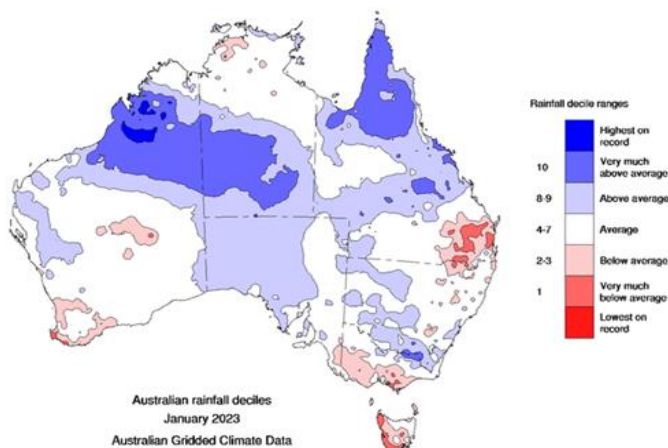 Rainfall decile ranges
Highest on
record
10
Very much
above average
8-9
Above average
4-7
Average
2-3
Below average
1
Very much
below average
Lowest on
record
Australian rainfall deciles
January 2023
Australian Gridded Climate Data